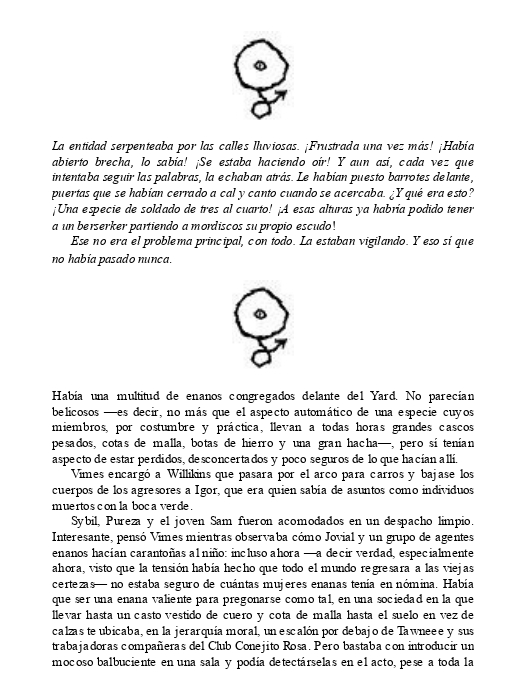 La entidad serpenteaba por las calles lluviosas. ¡Frustrada una vez más! ¡Había
abierto brecha, lo sabía! ¡Se estaba haciendo oír! Y aun así, cada vez que
intentaba seguir las palabras, la echaban atrás. Le habían puesto barrotes delante,
puertas que se habían cerrado a cal y canto cuando se acercaba. ¿Y qué era esto?
¡Una especie de soldado de tres al cuarto! ¡A esas alturas ya habría podido tener
a un berserker partiendo a mordiscos su propio escudo!
Ese no era el problema principal, con todo. La estaban vigilando. Y eso sí que
no había pasado nunca.
Había una multitud de enanos congregados delante del Yard. No parecían
belicosos —es decir, no más que el aspecto automático de una especie cuyos
miembros, por costumbre y práctica, llevan a todas horas grandes cascos
pesados, cotas de malla, botas de hierro y una gran hacha—, pero sí tenían
aspecto de estar perdidos, desconcertados y poco seguros de lo que hacían allí.
Vimes encargó a Willikins que pasara por el arco para carros y bajase los
cuerpos de los agresores a Igor, que era quien sabía de asuntos como individuos
muertos con la boca verde.
Sybil, Pureza y el joven Sam fueron acomodados en un despacho limpio.
Interesante, pensó Vimes mientras observaba cómo Jovial y un grupo de agentes
enanos hacían carantoñas al niño: incluso ahora —a decir verdad, especialmente
ahora, visto que la tensión había hecho que todo el mundo regresara a las viejas
certezas— no estaba seguro de cuántas mujeres enanas tenía en nómina. Había
que ser una enana valiente para pregonarse como tal, en una sociedad en la que
llevar hasta un casto vestido de cuero y cota de malla hasta el suelo en vez de
calzas te ubicaba, en la jerarquía moral, un escalón por debajo de Tawneee y sus
trabajadoras compañeras del Club Conejito Rosa. Pero bastaba con introducir un
mocoso balbuciente en una sala y podía detectárselas en el acto, pese a toda la